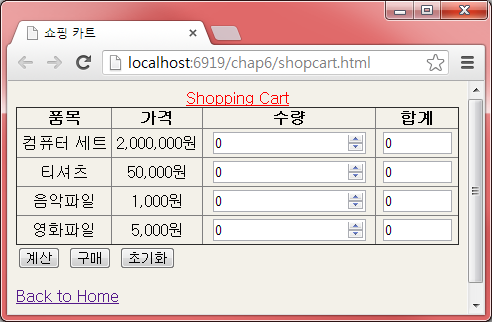 쇼핑 카트
localhost:6919/chap6/shopcart.html
Shopping Cart
품목 가격 수량 합계
컴퓨터 세트 2,000,000원 0 0
티셔츠 50,000원 0 0
음악파일 1,000원 0 0
영화파일 5,000원 0 0
계산 구매 초기화
Back to Home